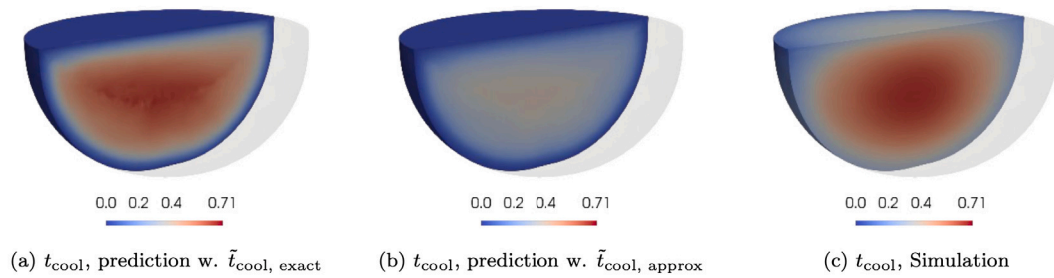 0.0 0.2 0.4 0.71 0.0 0.2 0.4 0.71 0.0 0.2 0.4 0.71
(a) t_cool, prediction w. t̃_cool, exact (b) t_cool, prediction w. t̃_cool, approx (c) t_cool, Simulation